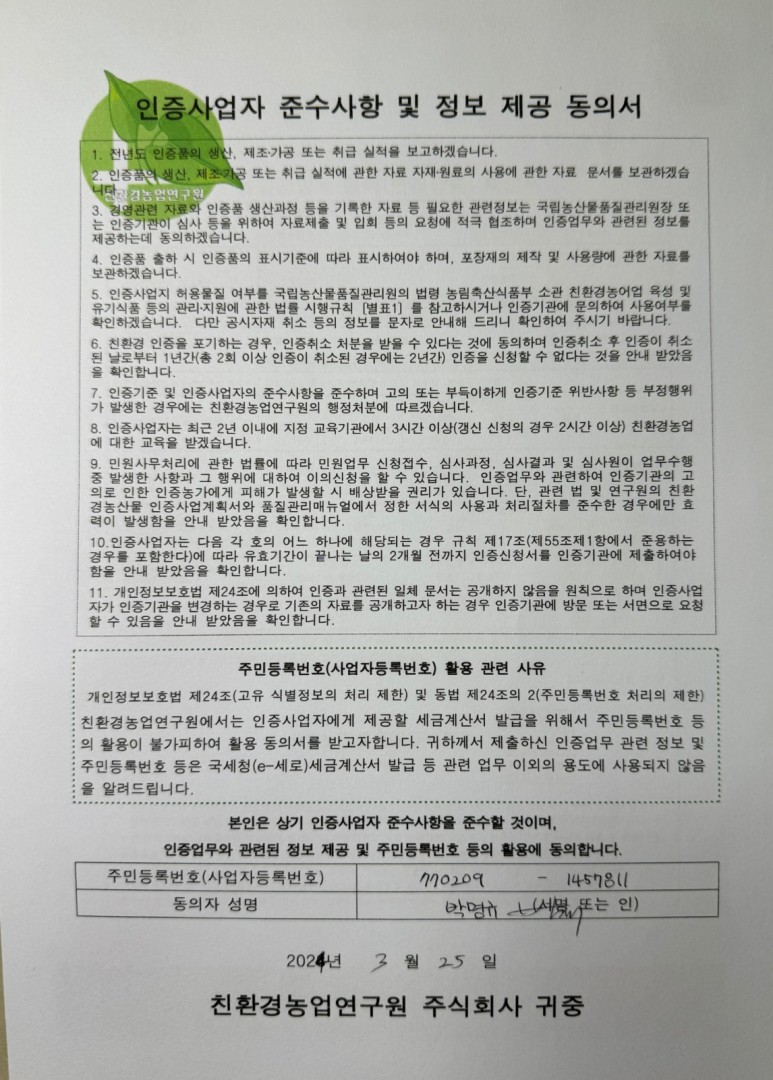 인증사업자 준수사항 및 정보 제공 동의서
1. 전년도 인증품의 생산, 제조·가공 또는 취급 실적을 보고하겠습니다.
2. 인증품의 생산, 제조·가공 또는 취급 실적에 관한 자료 자재·원료의 사용에 관한 자료 문서를 보관하겠습
니다.
친환경농업연구원
3. 경영관련 자료와 인증품 생산과정 등을 기록한 자료 등 필요한 관련정보는 국립농산물품질관리원장 또
는 인증기관이 심사 등을 위하여 자료제출 및 입회 등의 요청에 적극 협조하며 인증업무와 관련된 정보를
제공하는데 동의하겠습니다.
4. 인증품 출하 시 인증품의 표시기준에 따라 표시하여야 하며, 포장재의 제작 및 사용량에 관한 자료를
보관하겠습니다.
5. 인증사업지 허용물질 여부를 국립농산물품질관리원의 법령 농림축산식품부 소관 친환경농어업 육성 및
유기식품 등의 관리·지원에 관한 법률 시행규칙 [별표1] 를 참고하시거나 인증기관에 문의하여 사용여부를
확인하겠습니다. 다만 공시자재 취소 등의 정보를 문자로 안내해 드리니 확인하여 주시기 바랍니다.
6. 친환경 인증을 포기하는 경우, 인증취소 처분을 받을 수 있다는 것에 동의하며 인증취소 후 인증이 취소
된 날로부터 1년간(총 2회 이상 인증이 취소된 경우에는 2년간) 인증을 신청할 수 없다는 것을 안내 받았음
을 확인합니다.
7. 인증기준 및 인증사업자의 준수사항을 준수하며 고의 또는 부득이하게 인증기준 위반사항 등 부정행위
가 발생한 경우에는 친환경농업연구원의 행정처분에 따르겠습니다.
8. 인증사업자는 최근 2년 이내에 지정 교육기관에서 3시간 이상(갱신 신청의 경우 2시간 이상) 친환경농업
에 대한 교육을 받겠습니다.
9. 민원사무처리에 관한 법률에 따라 민원업무 신청접수, 심사과정, 심사결과 및 심사원이 업무수행
중 발생한 사항과 그 행위에 대하여 이의신청을 할 수 있습니다. 인증업무와 관련하여 인증기관의 고
의로 인한 인증농가에게 피해가 발생할 시 배상받을 권리가 있습니다. 단, 관련 법 및 연구원의 친환
경농산물 인증사업계획서와 품질관리매뉴얼에서 정한 서식의 사용과 처리절차를 준수한 경우에만 효
력이 발생함을 안내 받았음을 확인합니다.
10.인증사업자는 다음 각 호의 어느 하나에 해당되는 경우 규칙 제17조(제55조제1항에서 준용하는
경우를 포함한다)에 따라 유효기간이 끝나는 날의 2개월 전까지 인증신청서를 인증기관에 제출하여야
함을 안내 받았음을 확인합니다.
11. 개인정보보호법 제24조에 의하여 인증과 관련된 일체 문서는 공개하지 않음을 원칙으로 하며 인증사업
자가 인증기관을 변경하는 경우로 기존의 자료를 공개하고자 하는 경우 인증기관에 방문 또는 서면으로 요청
할 수 있음을 안내 받았음을 확인합니다.
주민등록번호(사업자등록번호) 활용 관련 사유
개인정보보호법 제24조(고유 식별정보의 처리 제한) 및 동법 제24조의 2(주민등록번호 처리의 제한)
친환경농업연구원에서는 인증사업자에게 제공할 세금계산서 발급을 위해서 주민등록번호 등
의 활용이 불가피하여 활용 동의서를 받고자합니다. 귀하께서 제출하신 인증업무 관련 정보 및
주민등록번호 등은 국세청(e-세로)세금계산서 발급 등 관련 업무 이외의 용도에 사용되지 않음
을 알려드립니다.
본인은 상기 인증사업자 준수사항을 준수할 것이며,
인증업무와 관련된 정보 제공 및 주민등록번호 등의 활용에 동의합니다.
주민등록번호(사업자등록번호) 770209 - 1457811
동의자 성명 박명규 (서명 또는 인)
2024년 3 월 25 일
친환경농업연구원 주식회사 귀중